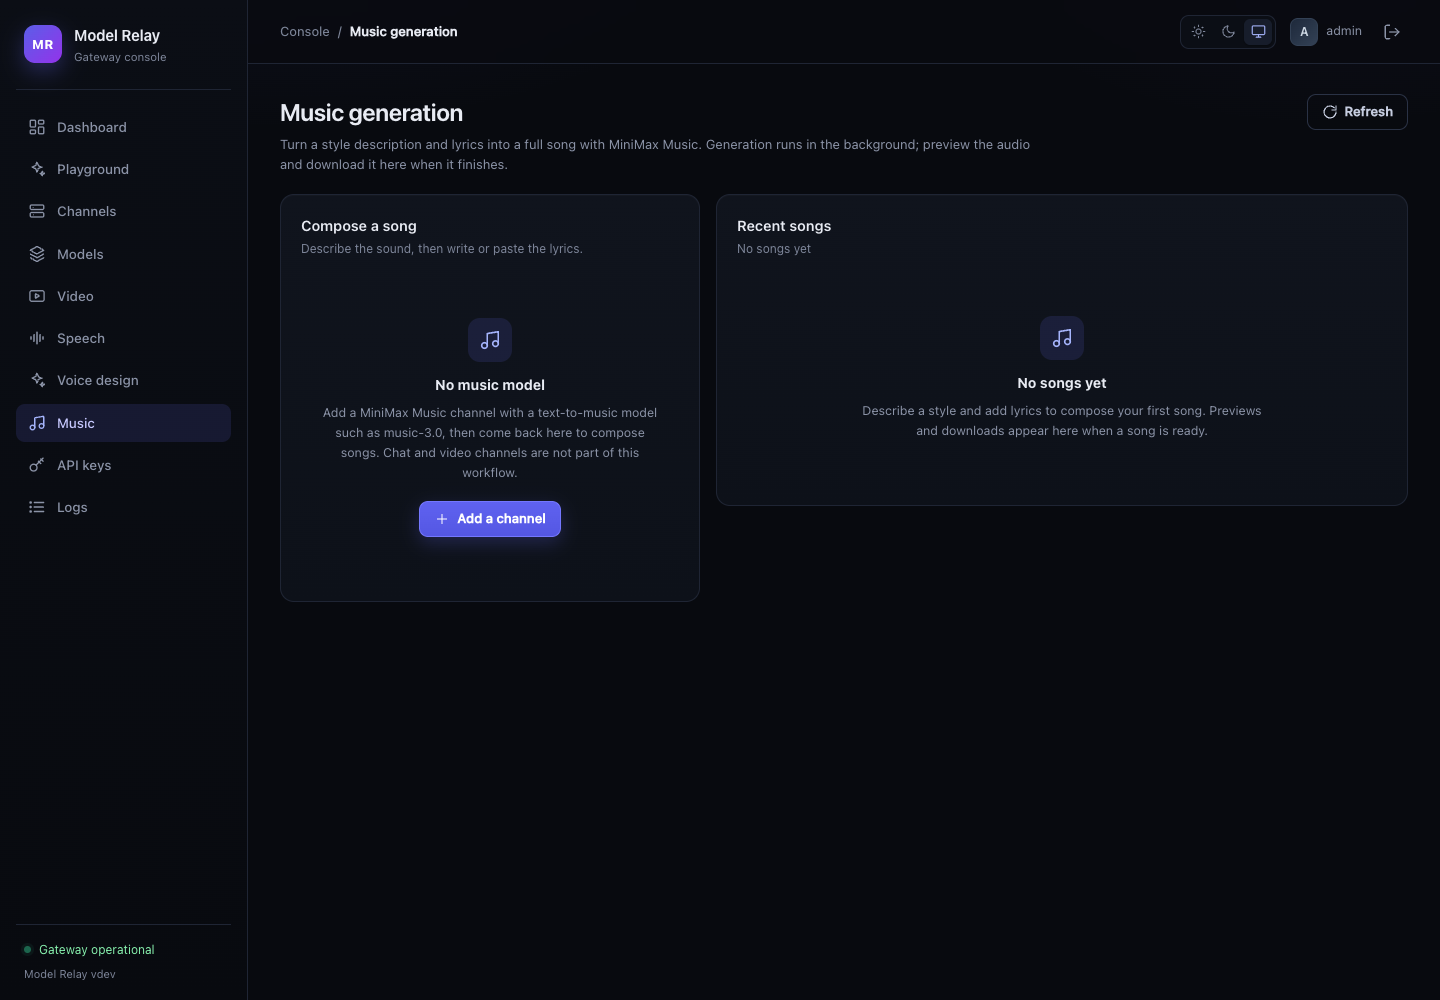 MR
Model Relay
Gateway console
Dashboard
Playground
Channels
Models
Video
Speech
Voice design
Music
API keys
Logs
Gateway operational
Model Relay vdev
Console / Music generation
A
admin
Music generation
Refresh
Turn a style description and lyrics into a full song with MiniMax Music. Generation runs in the background; preview the audio
and download it here when it finishes.
Compose a song
Describe the sound, then write or paste the lyrics.
No music model
Add a MiniMax Music channel with a text-to-music model
such as music-3.0, then come back here to compose
songs. Chat and video channels are not part of this
workflow.
Add a channel
Recent songs
No songs yet
No songs yet
Describe a style and add lyrics to compose your first song. Previews
and downloads appear here when a song is ready.